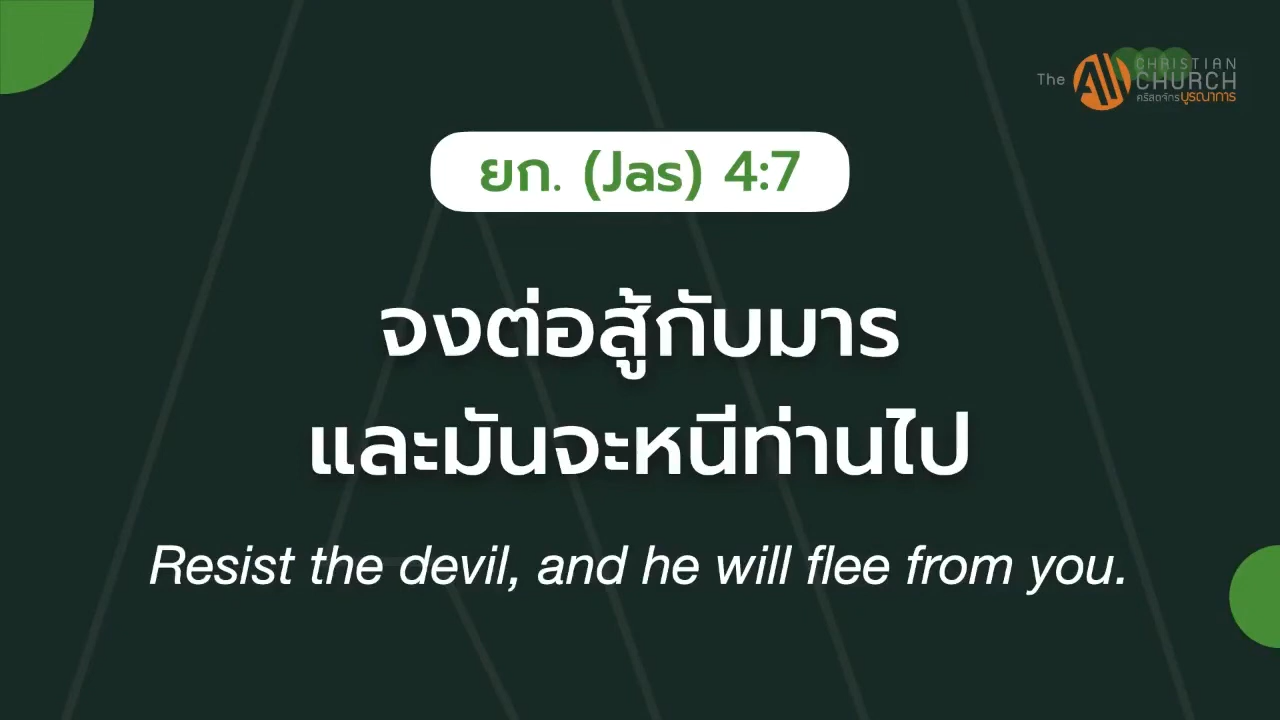 The All CHRISTIAN
CHURCH
คริสตจักรบูรณาการ
ยก. (Jas) 4:7
จงต่อสู้กับมาร
และมันจะหนีท่านไป
Resist the devil, and he will flee from you.